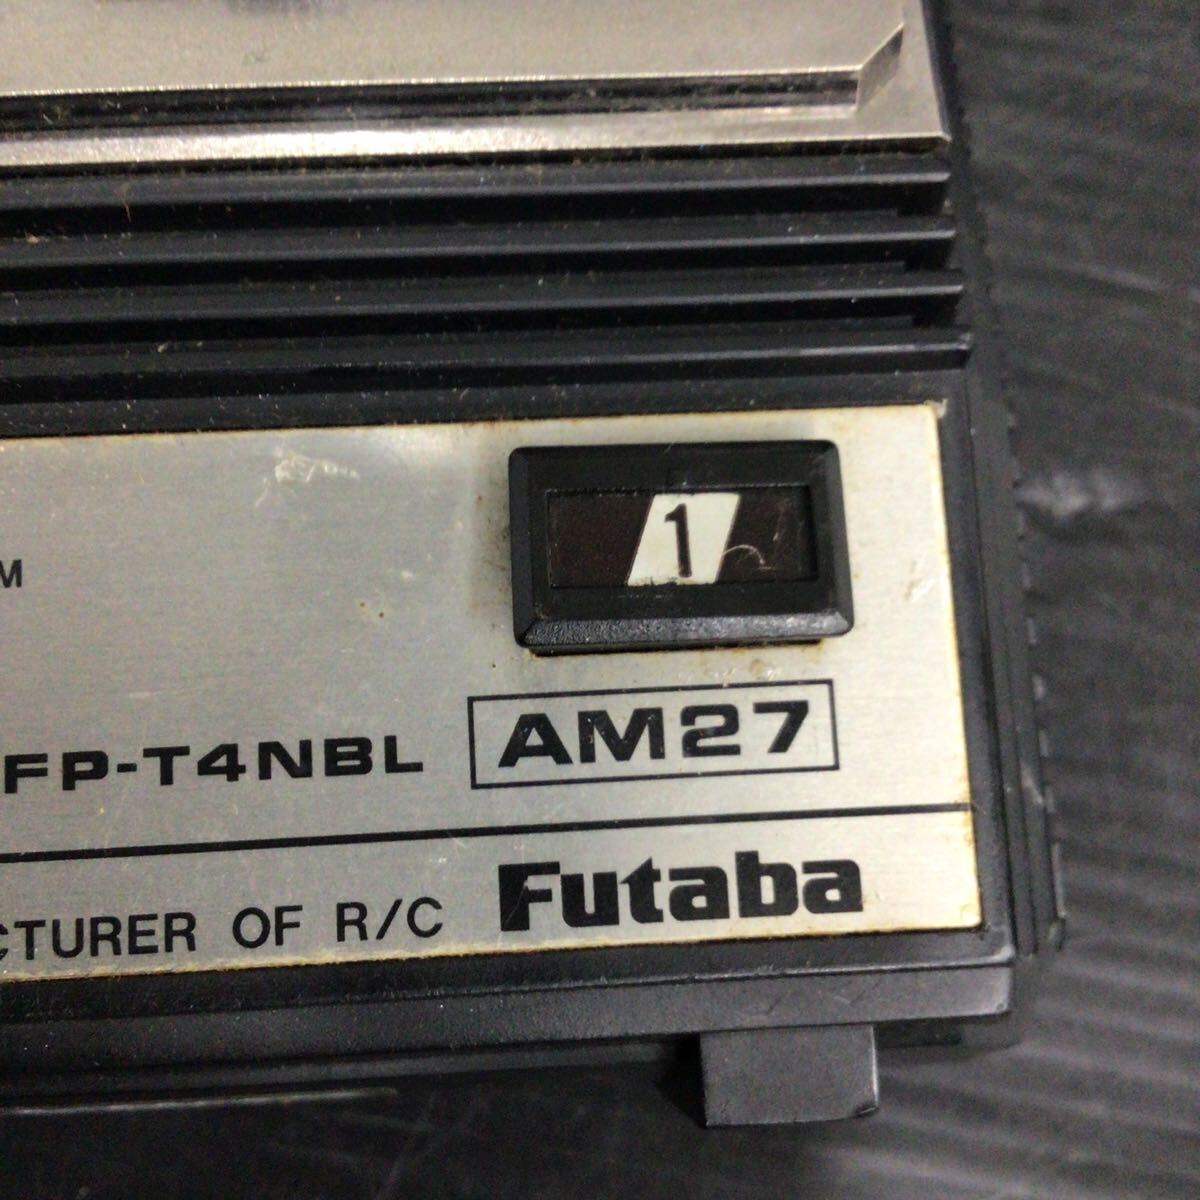 1
M
FP-T4NBL AM27
CTURER OF R/C Futaba